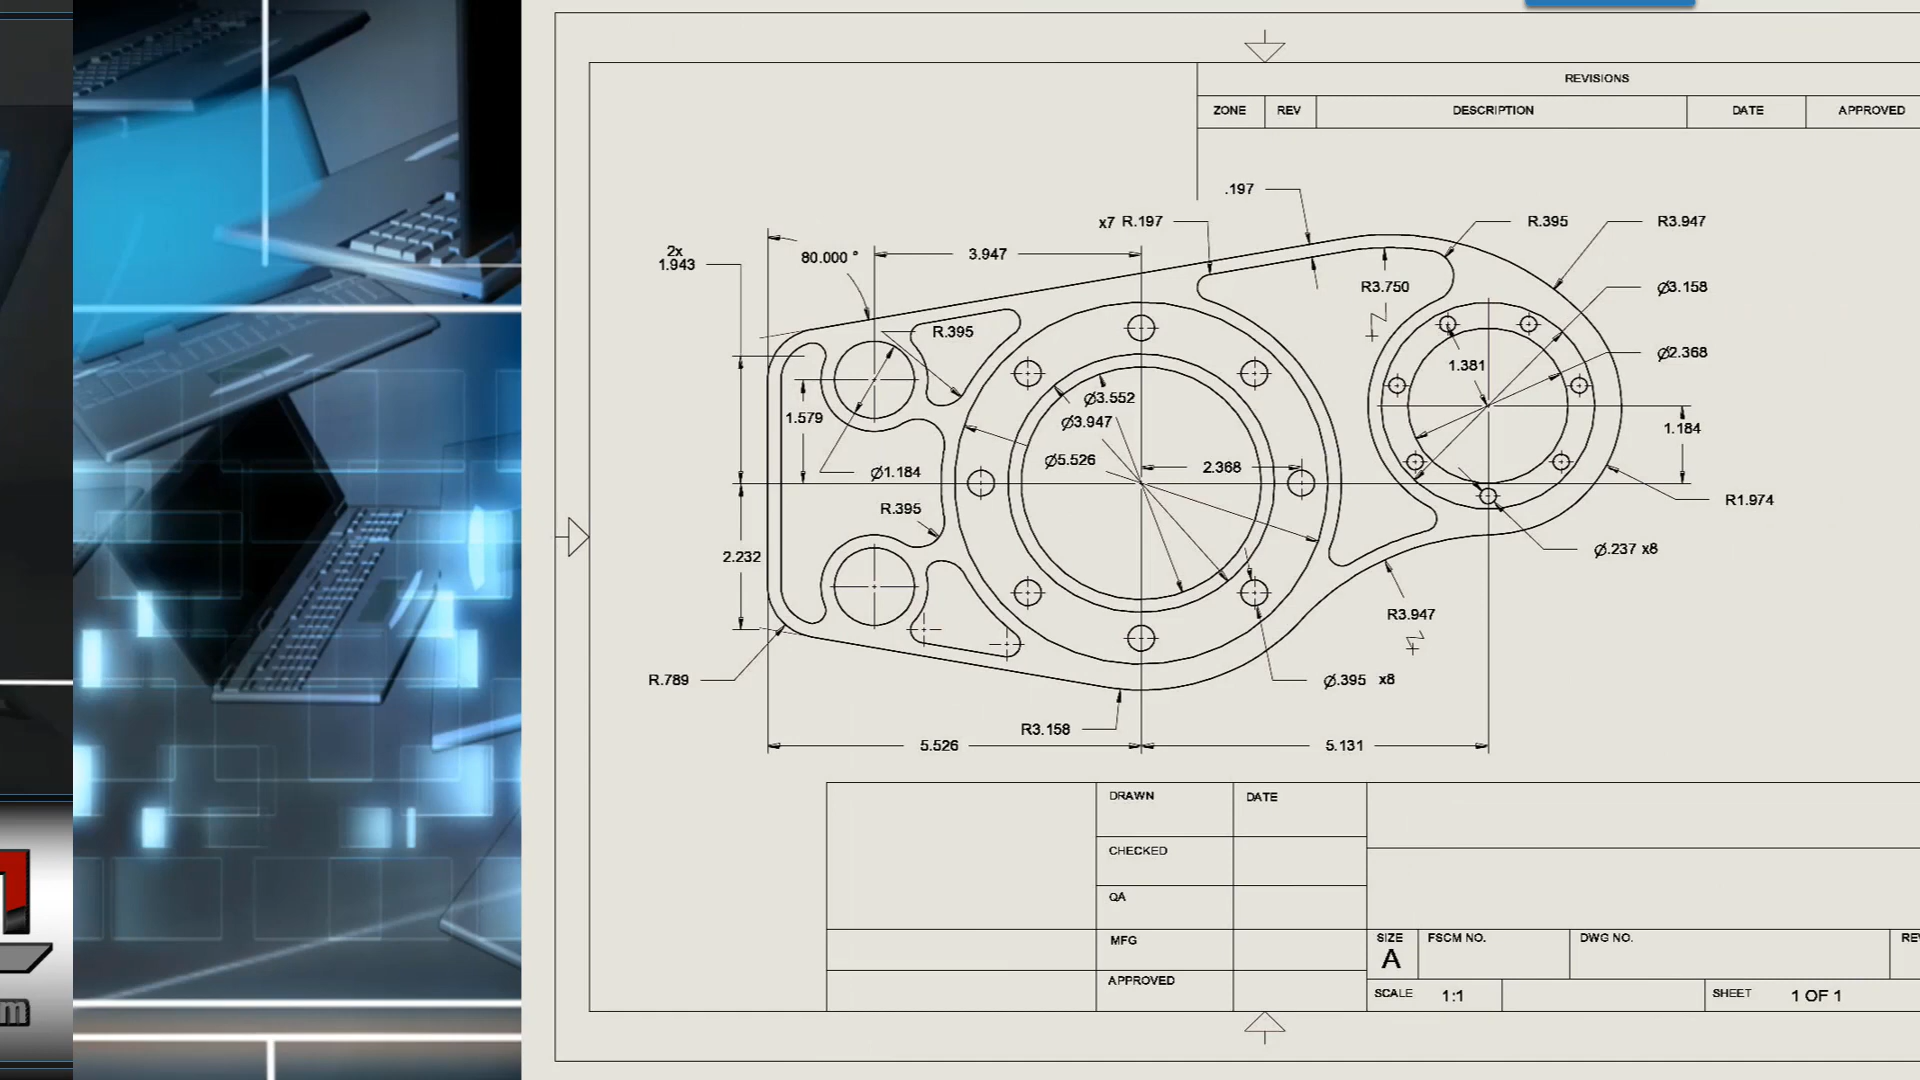 REVISIONS
ZONE REV DESCRIPTION DATE APPROVED
.197
x7 R.197
R.395
R3.947
2x
1.943
80.000 °
3.947
R3.750
Ø3.158
R.395
Ø2.368
1.381
1.579
Ø3.552
Ø3.947
1.184
Ø5.526
2.368
Ø1.184
R1.974
R.395
2.232
Ø.237 x8
R3.947
R.789
Ø.395 x8
R3.158
5.526
5.131
DRAWN DATE
CHECKED
QA
MFG
SIZE FSCM NO. DWG NO.
A
APPROVED
SCALE 1:1 SHEET 1 OF 1
m